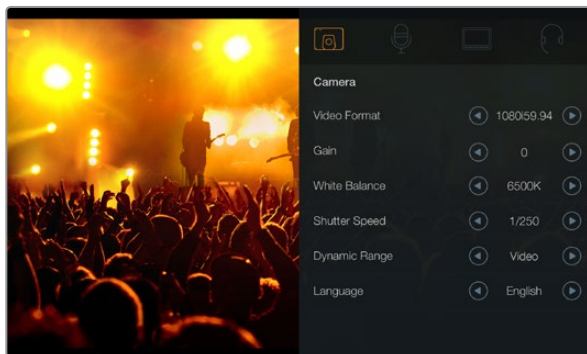 Camera
Video Format 1080i59.94
Gain 0
White Balance 6500K
Shutter Speed 1/250
Dynamic Range Video
Language English